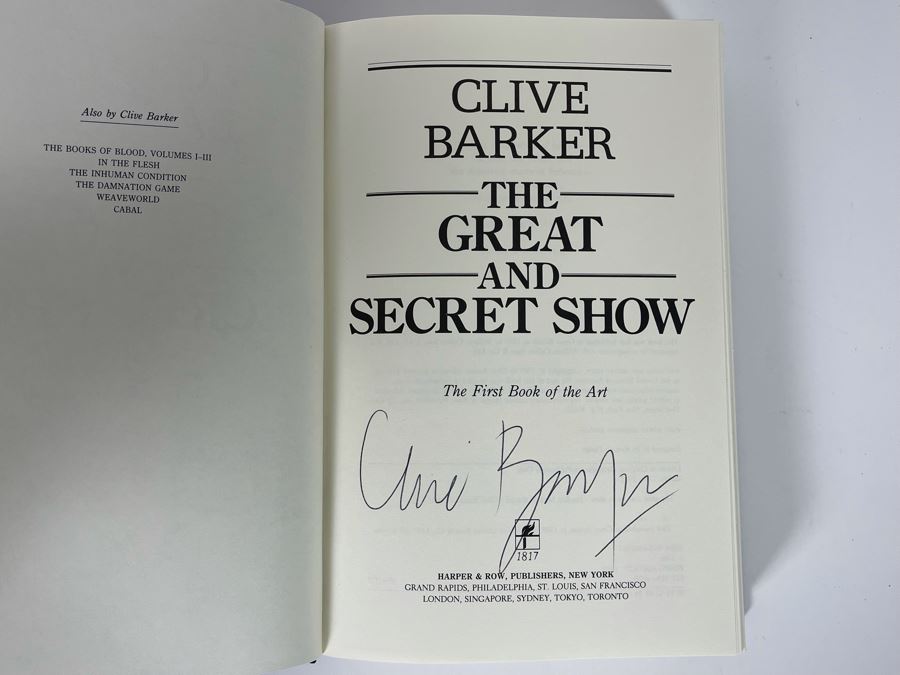 Also by Clive Barker
THE BOOKS OF BLOOD, VOLUMES I–III
IN THE FLESH
THE INHUMAN CONDITION
THE DAMNATION GAME
WEAVEWORLD
CABAL
CLIVE
BARKER
THE
GREAT
AND
SECRET SHOW
The First Book of the Art
Clive Barker
1817
HARPER & ROW, PUBLISHERS, NEW YORK
GRAND RAPIDS, PHILADELPHIA, ST. LOUIS, SAN FRANCISCO
LONDON, SINGAPORE, SYDNEY, TOKYO, TORONTO